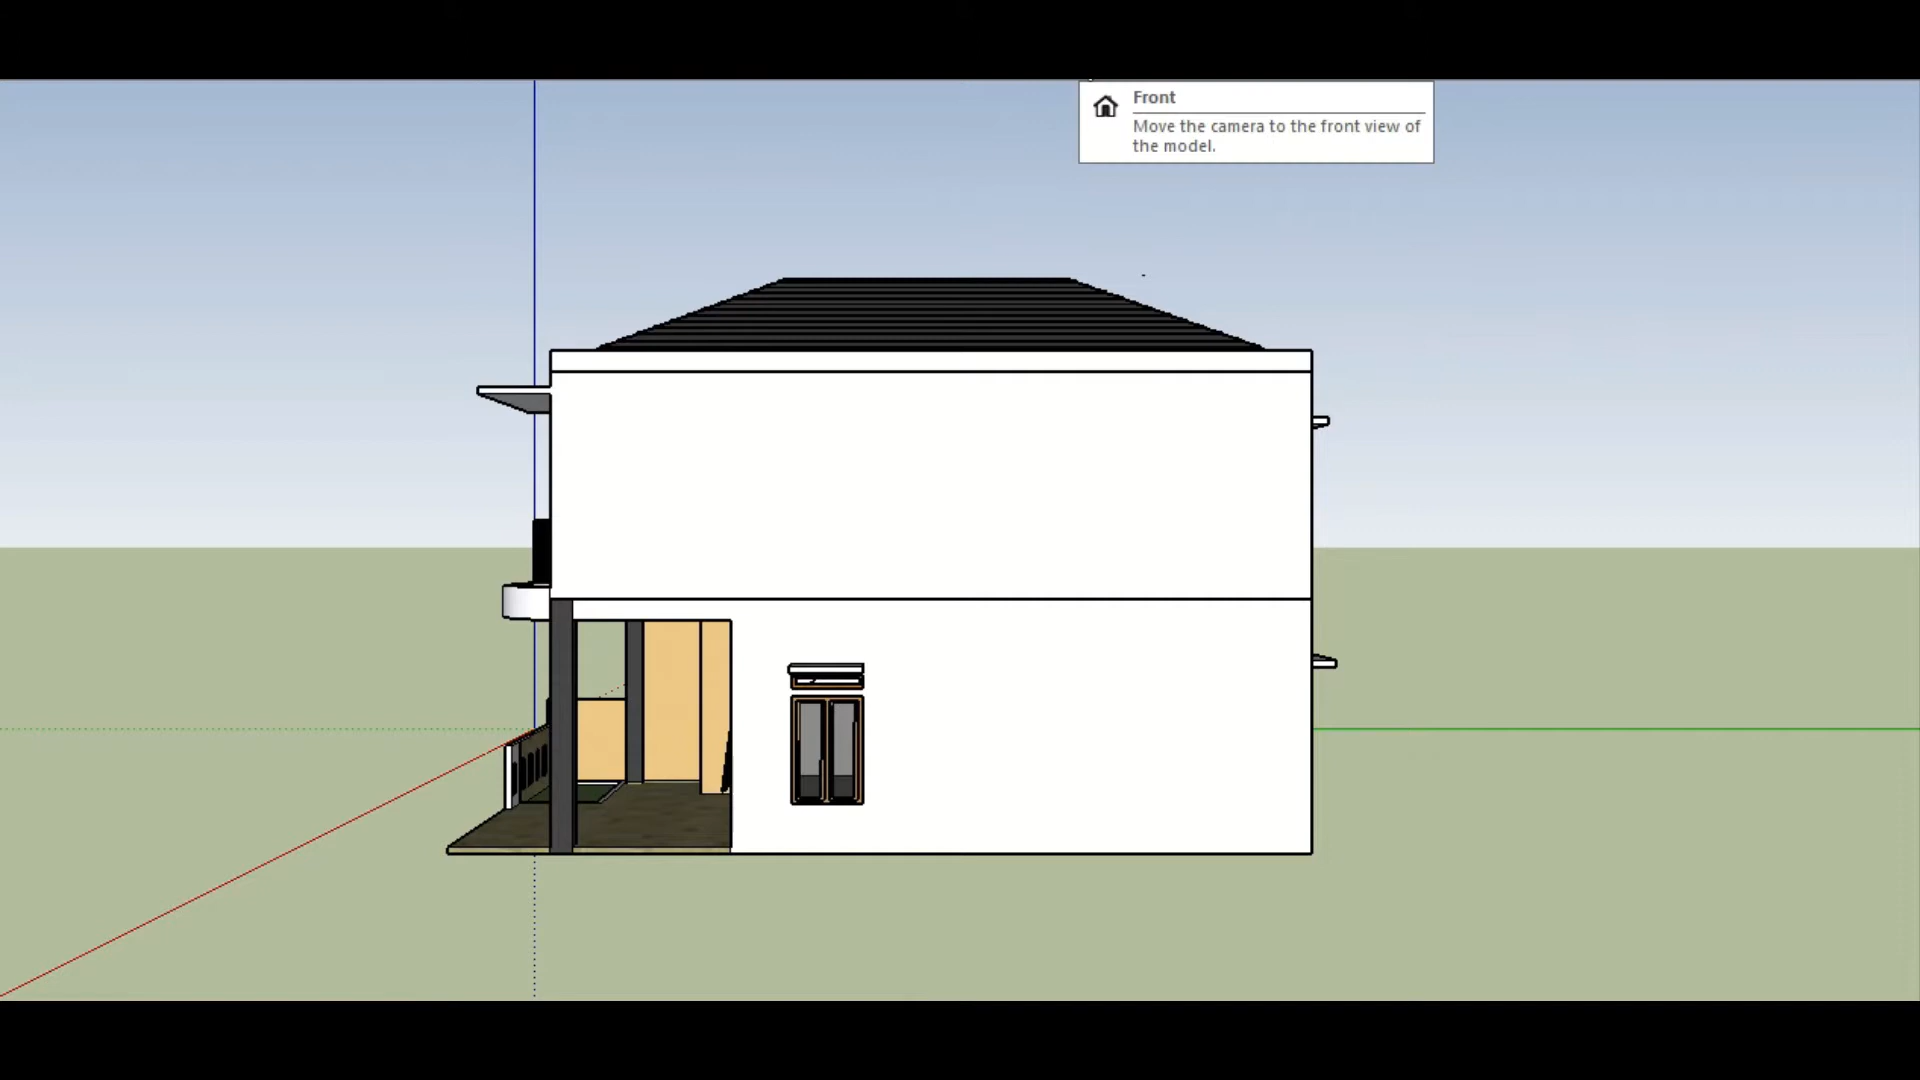 Front
Move the camera to the front view of
the model.